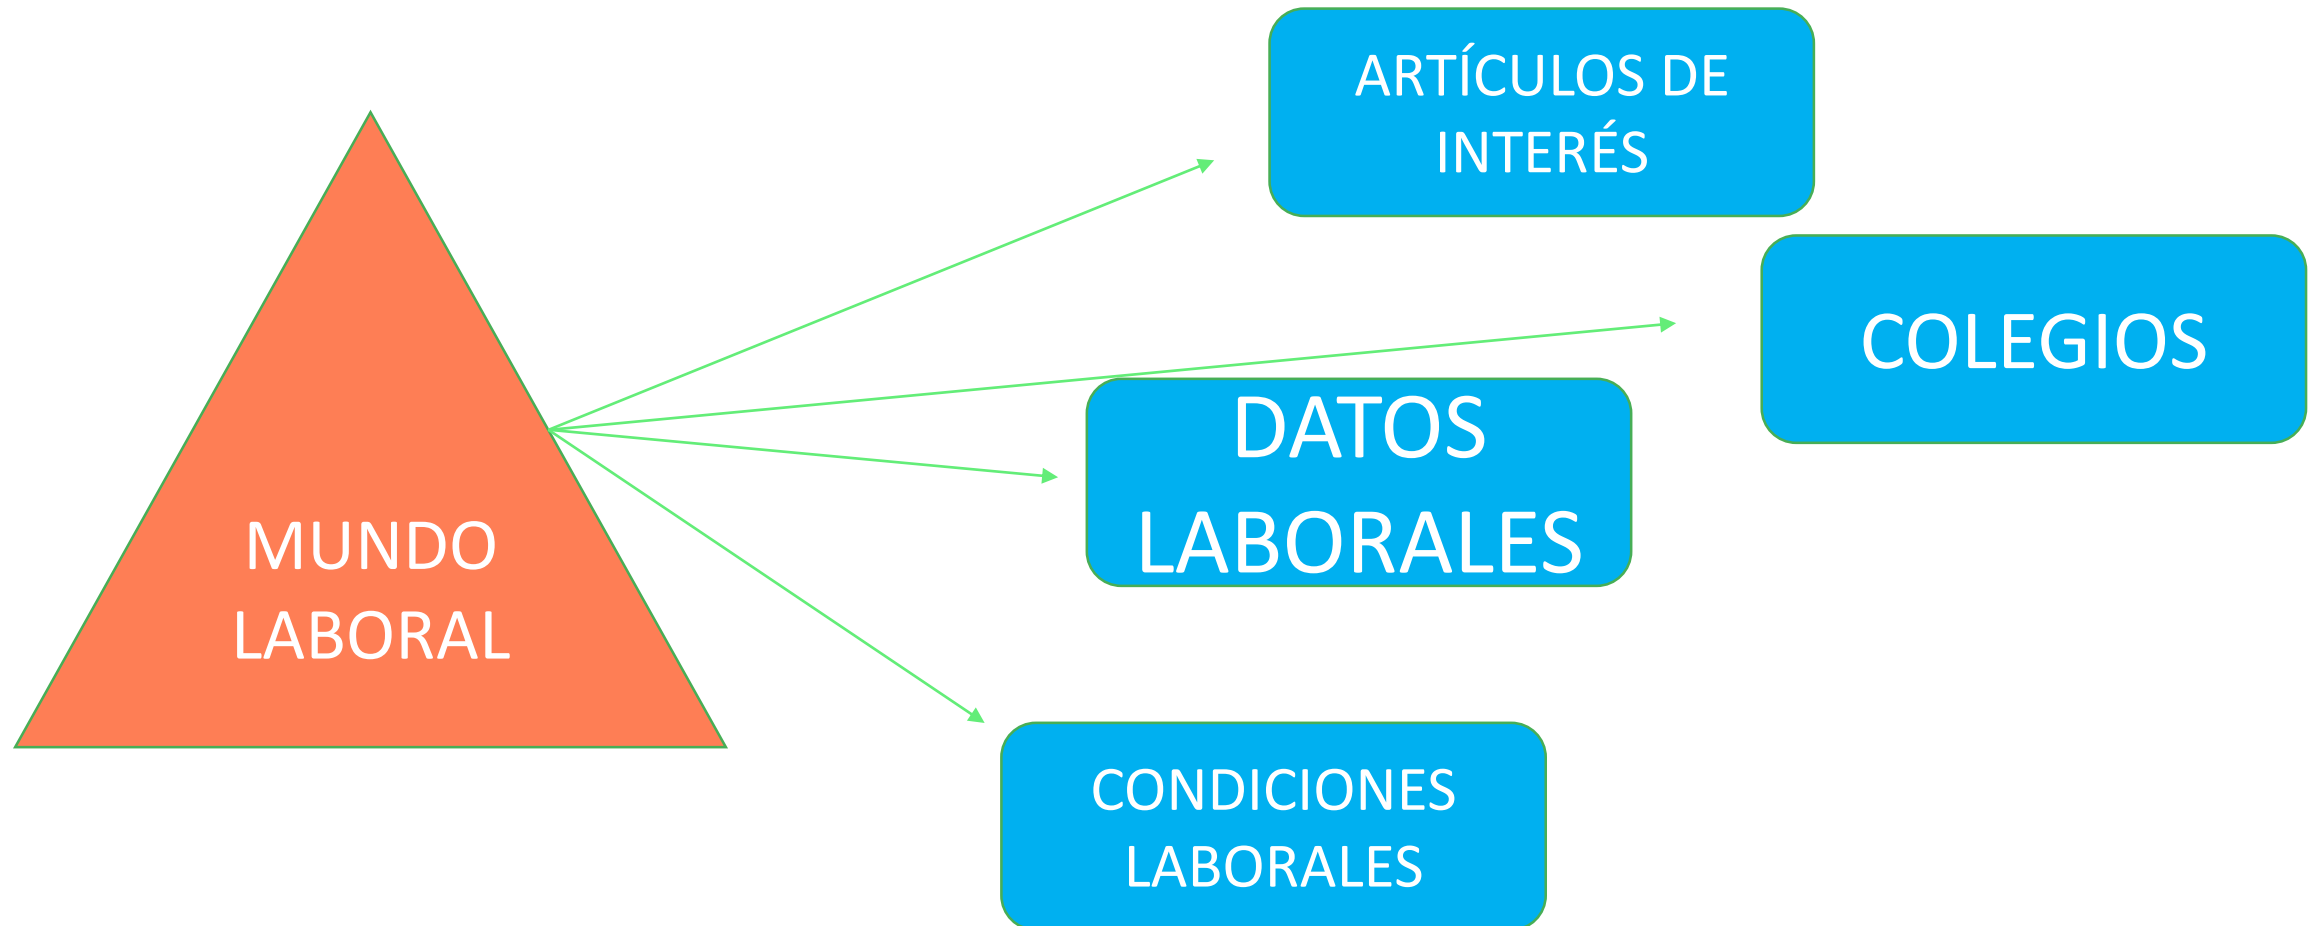 MUNDO
LABORAL
ARTÍCULOS DE
INTERÉS
COLEGIOS
DATOS
LABORALES
CONDICIONES
LABORALES